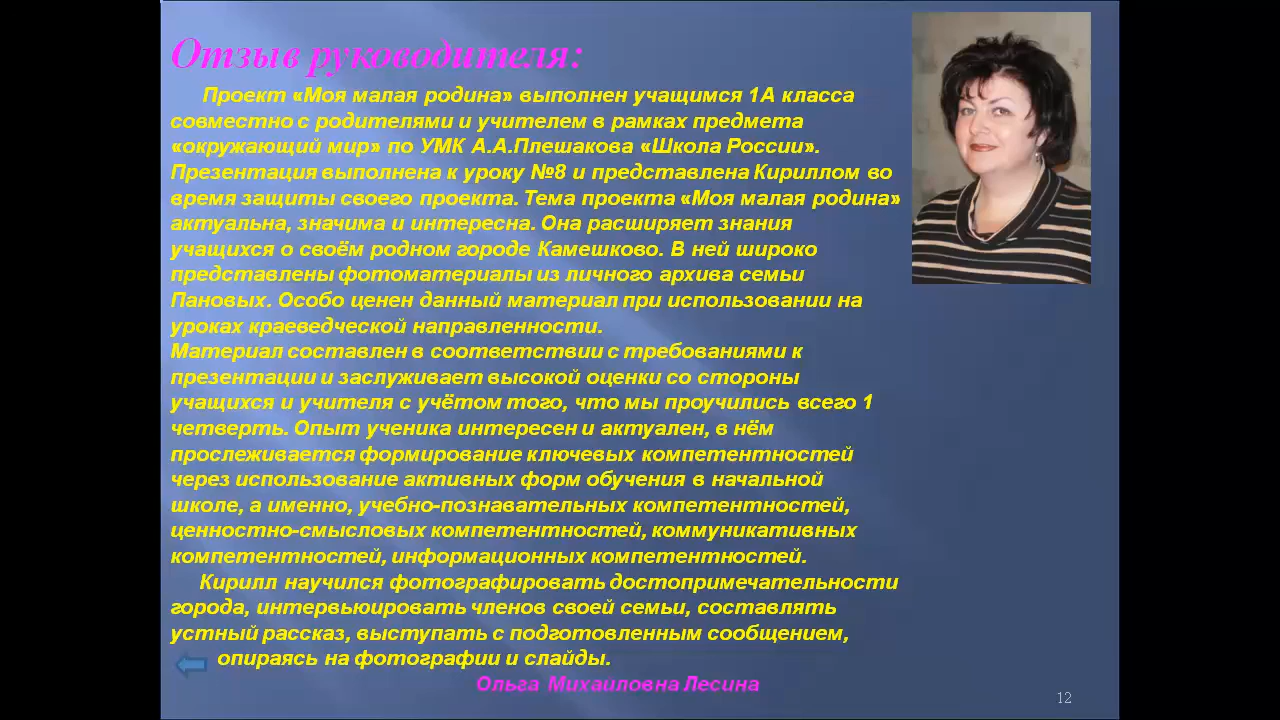 Отзыв руководителя:
Проект «Моя малая родина» выполнен учащимся 1А класса
совместно с родителями и учителем в рамках предмета
«окружающий мир» по УМК А.А.Плешакова «Школа России».
Презентация выполнена к уроку №8 и представлена Кириллом во
время защиты своего проекта. Тема проекта «Моя малая родина»
актуальна, значима и интересна. Она расширяет знания
учащихся о своём родном городе Камешково. В ней широко
представлены фотоматериалы из личного архива семьи
Пановых. Особо ценен данный материал при использовании на
уроках краеведческой направленности.
Материал составлен в соответствии с требованиями к
презентации и заслуживает высокой оценки со стороны
учащихся и учителя с учётом того, что мы проучились всего 1
четверть. Опыт ученика интересен и актуален, в нём
прослеживается формирование ключевых компетентностей
через использование активных форм обучения в начальной
школе, а именно, учебно-познавательных компетентностей,
ценностно-смысловых компетентностей, коммуникативных
компетентностей, информационных компетентностей.
Кирилл научился фотографировать достопримечательности
города, интервьюировать членов своей семьи, составлять
устный рассказ, выступать с подготовленным сообщением,
опираясь на фотографии и слайды.
Ольга Михайловна Лесина
12